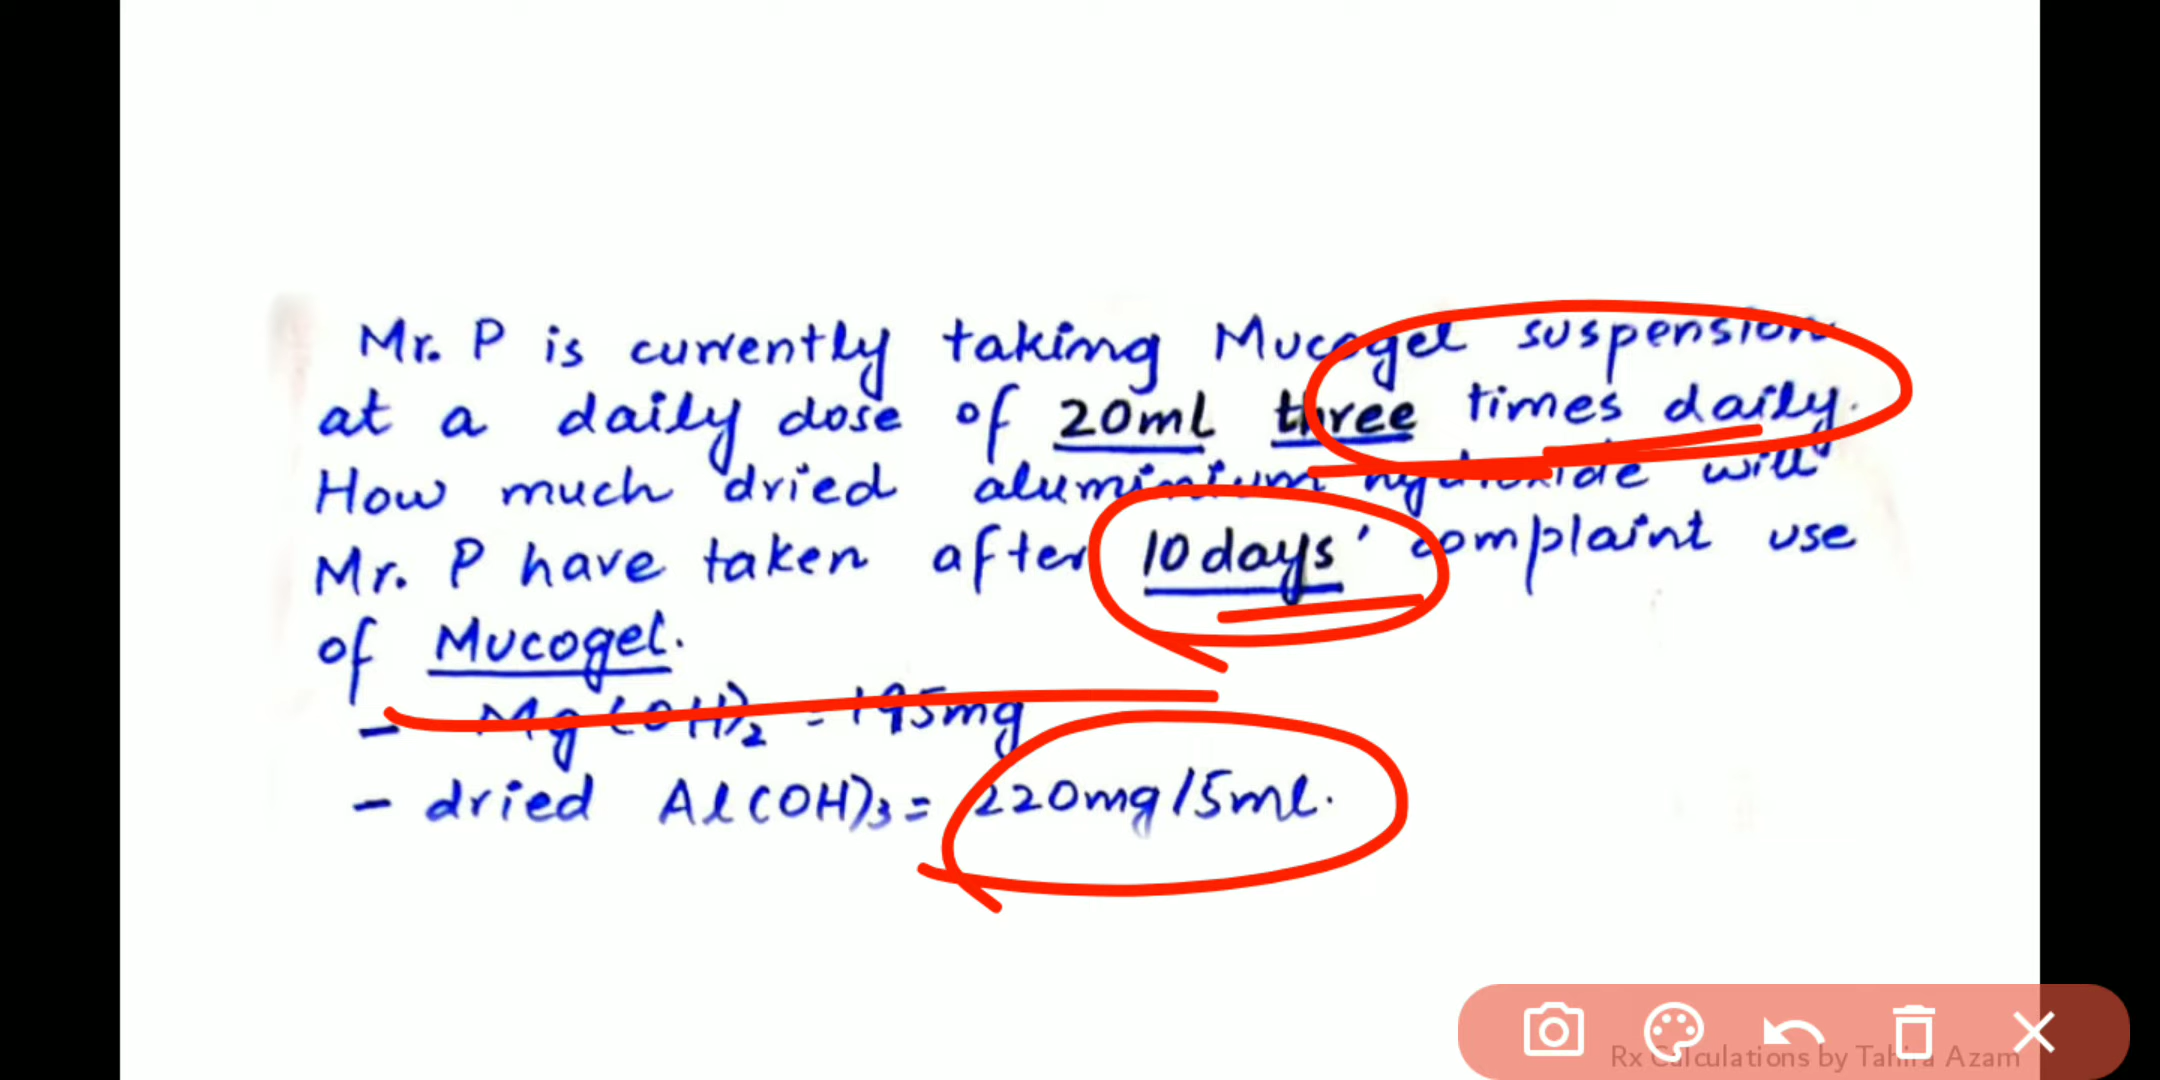 Mr. P is currently taking Mucogel suspension
at a daily dose of 20ml three times daily.
How much dried aluminium hydroxide will
Mr. P have taken after 10 days' complaint use
of Mucogel.
- Mg(OH)₂ = 195mg
- dried Al(OH)₃ = 220mg/5ml.
Rx Calculations by Tahira Azam